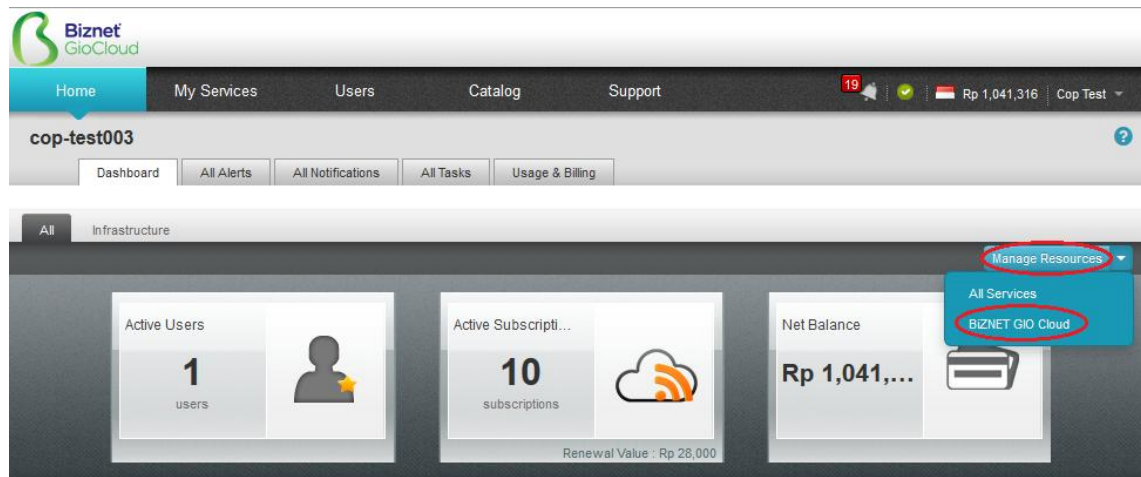 Biznet
GioCloud
Home My Services Users Catalog Support 19 Rp 1,041,316 Cop Test
cop-test003 ?
Dashboard All Alerts All Notifications All Tasks Usage & Billing
All Infrastructure
Manage Resources
All Services
BiZNET GIO Cloud
Active Users
1
users
Active Subscripti...
10
subscriptions
Renewal Value : Rp 28,000
Net Balance
Rp 1,041,...